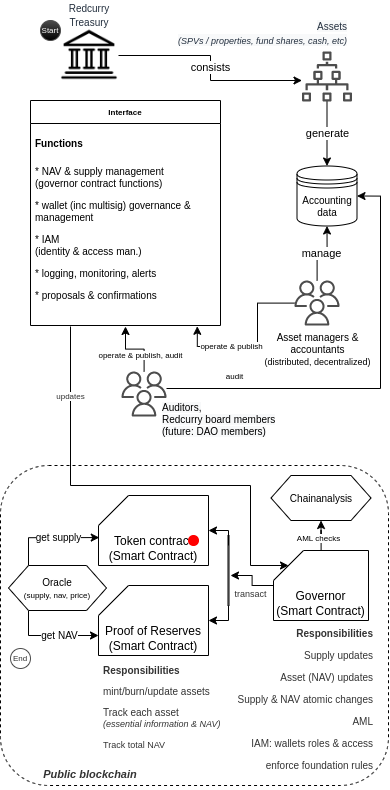 Redcurry
Treasury
Start
Assets
(SPVs / properties, fund shares, cash, etc)
consists
Interface
Functions
* NAV & supply management
(governor contract functions)
* wallet (inc multisig) governance &
management
* IAM
(identity & access man.)
* logging, monitoring, alerts
* proposals & confirmations
generate
Accounting
data
manage
Asset managers &
accountants
(distributed, decentralized)
operate & publish
operate & publish, audit
audit
updates
Auditors,
Redcurry board members
(future: DAO members)
Chainanalysis
get supply
Token contract
(Smart Contract)
AML checks
Oracle
(supply, nav, price)
transact
Governor
(Smart Contract)
get NAV
Proof of Reserves
(Smart Contract)
End
Responsibilities
mint/burn/update assets
Track each asset
(essential information & NAV)
Track total NAV
Responsibilities
Supply updates
Asset (NAV) updates
Supply & NAV atomic changes
AML
IAM: wallets roles & access
enforce foundation rules
Public blockchain